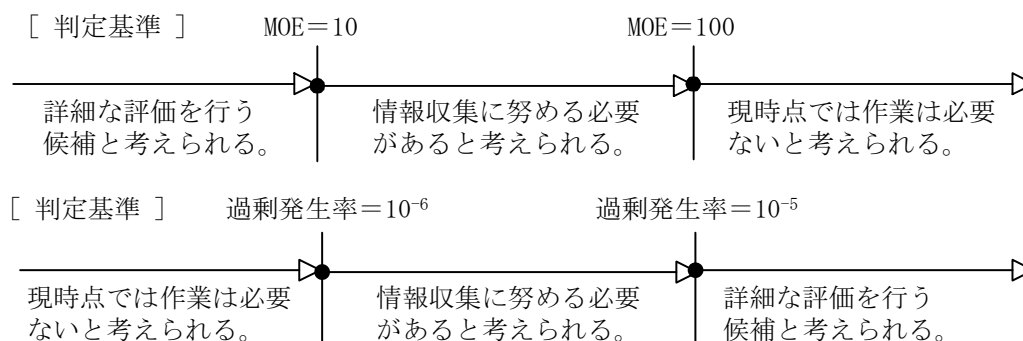 [ 判定基準 ] MOE=10 MOE=100
詳細な評価を行う 情報収集に努める必要 現時点では作業は必要
候補と考えられる。 があると考えられる。 ないと考えられる。
[ 判定基準 ] 過剰発生率=10⁻⁶ 過剰発生率=10⁻⁵
現時点では作業は必要 情報収集に努める必要 詳細な評価を行う
ないと考えられる。 があると考えられる。 候補と考えられる。